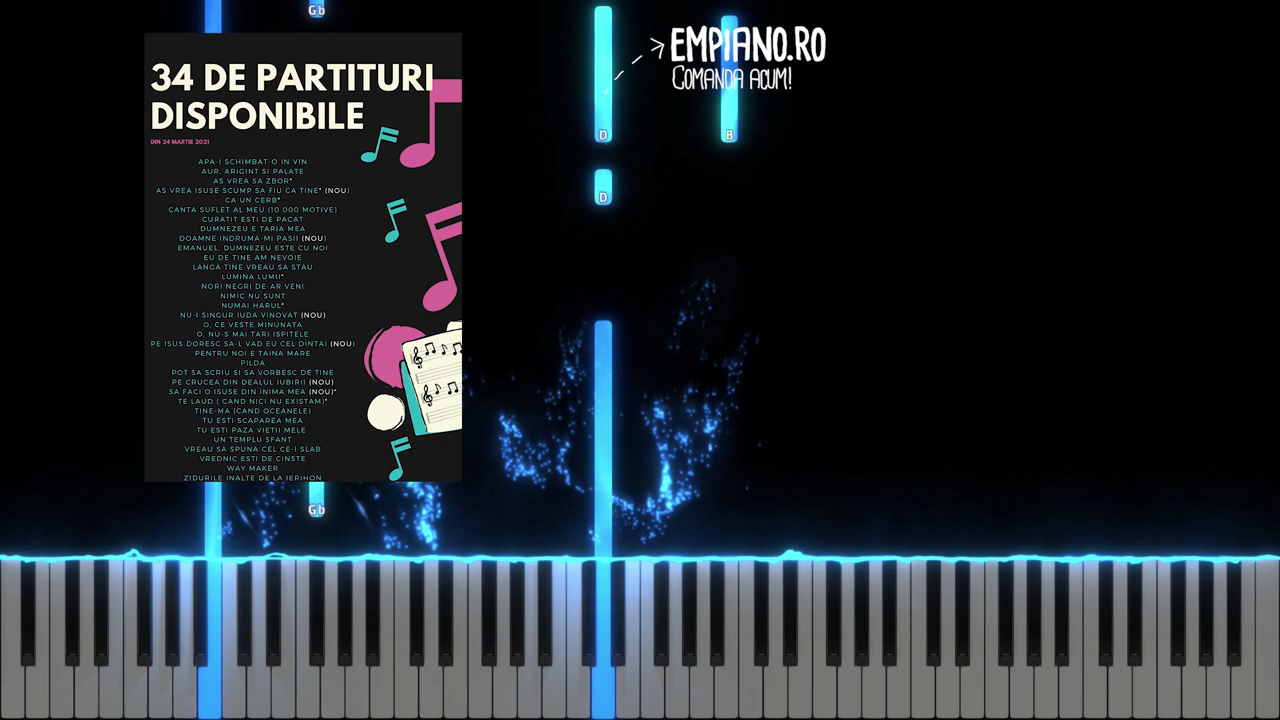 Gb
34 DE PARTITURI
DISPONIBILE
DIN 24 MARTIE 2021
APA-I SCHIMBAT-O IN VIN
AUR, ARIGINT SI PALATE
AS VREA SA ZBOR*
AS VREA ISUSE SCUMP SA FIU CA TINE* (NOU)
CA UN CERB*
CANTA SUFLET AL MEU (10 000 MOTIVE)
CURATIT ESTI DE PACAT
DUMNEZEU E TARIA MEA
DOAMNE INDRUMA-MI PASII (NOU)
EMANUEL, DUMNEZEU ESTE CU NOI
EU DE TINE AM NEVOIE
LANGA TINE VREAU SA STAU
LUMINA LUMII*
NORI NEGRI DE-AR VENI
NIMIC NU SUNT
NUMAI HARUL*
NU-I SINGUR IUDA VINOVAT (NOU)
O, CE VESTE MINUNATA
O, NU-S MAI TARI ISPITELE
PE ISUS DORESC SA-L VAD EU CEL DINTAI (NOU)
PENTRU NOI E TAINA MARE
PILDA
POT SA SCRIU SI SA VORBESC DE TINE
PE CRUCEA DIN DEALUL IUBIRII (NOU)
SA FACI O ISUSE DIN INIMA MEA (NOU)*
TE LAUD ( CAND NICI NU EXISTAM)*
TINE-MA (CAND OCEANELE)
TU ESTI SCAPAREA MEA
TU ESTI PAZA VIETII MELE
UN TEMPLU SFANT
VREAU SA SPUNA CEL CE-I SLAB
VREDNIC ESTI DE CINSTE
WAY MAKER
ZIDURILE INALTE DE LA IERIHON
EMPIANO.RO
COMANDA ACUM!
D
B
D
Gb